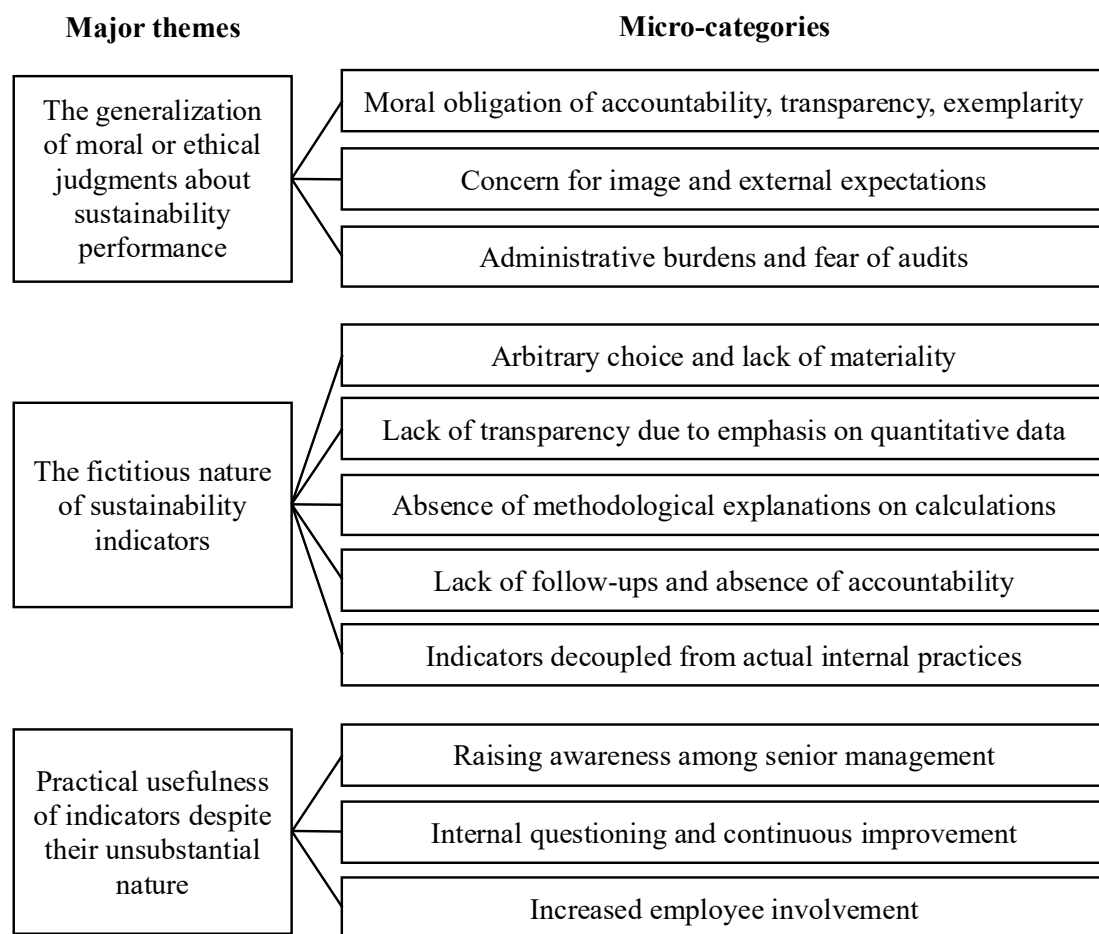 Major themes
Micro-categories
The generalization
of moral or ethical
judgments about
sustainability
performance
Moral obligation of accountability, transparency, exemplarity
Concern for image and external expectations
Administrative burdens and fear of audits
The fictitious nature
of sustainability
indicators
Arbitrary choice and lack of materiality
Lack of transparency due to emphasis on quantitative data
Absence of methodological explanations on calculations
Lack of follow-ups and absence of accountability
Indicators decoupled from actual internal practices
Practical usefulness
of indicators despite
their unsubstantial
nature
Raising awareness among senior management
Internal questioning and continuous improvement
Increased employee involvement